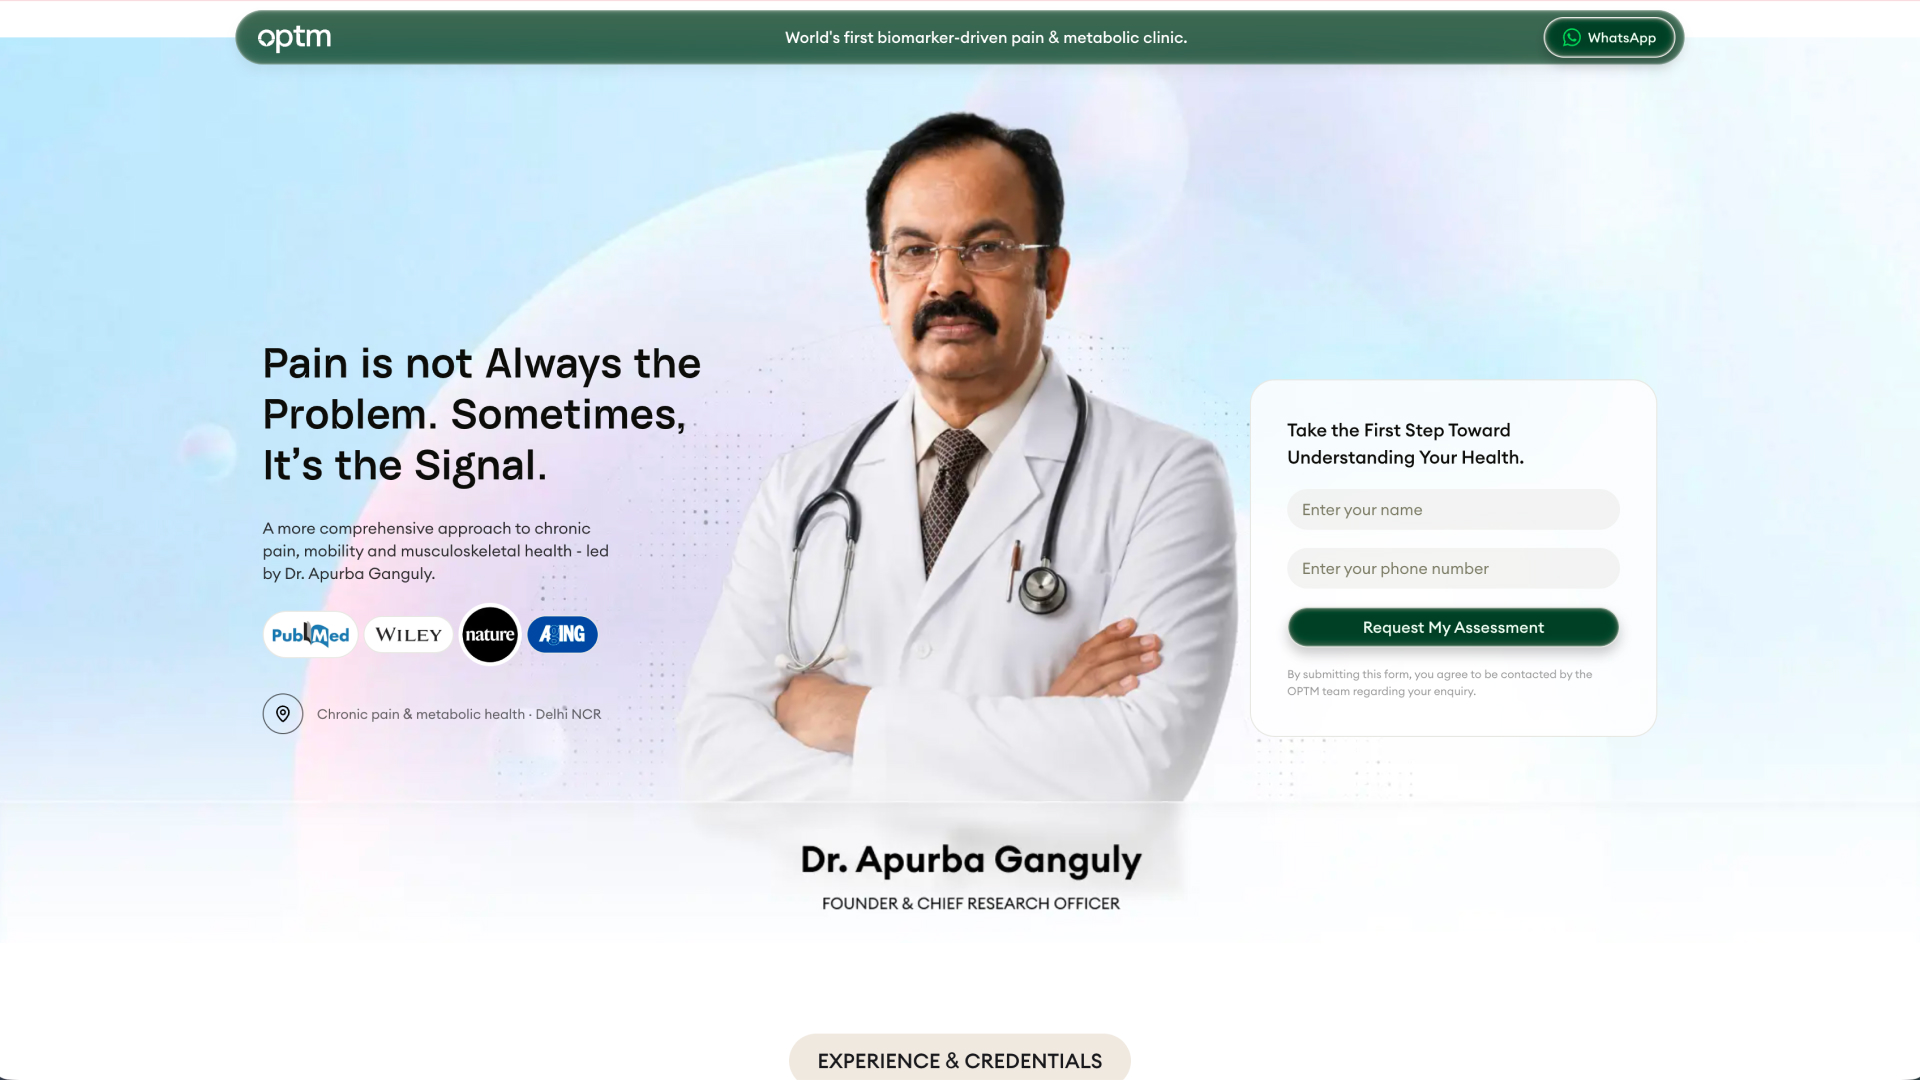 optm
World's first biomarker-driven pain & metabolic clinic.
WhatsApp
Pain is not Always the
Problem. Sometimes,
It’s the Signal.
A more comprehensive approach to chronic
pain, mobility and musculoskeletal health - led
by Dr. Apurba Ganguly.
PubMed
WILEY
nature
AGING
Chronic pain & metabolic health · Delhi NCR
Take the First Step Toward
Understanding Your Health.
Enter your name
Enter your phone number
Request My Assessment
By submitting this form, you agree to be contacted by the
OPTM team regarding your enquiry.
Dr. Apurba Ganguly
FOUNDER & CHIEF RESEARCH OFFICER
EXPERIENCE & CREDENTIALS